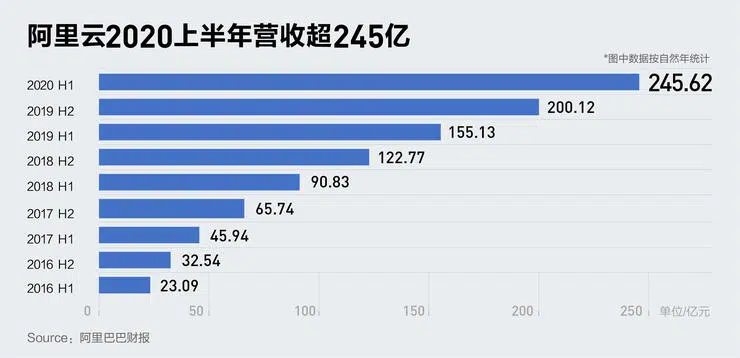 阿里云2020上半年营收超245亿
*图中数据按自然年统计
2020 H1 245.62
2019 H2 200.12
2019 H1 155.13
2018 H2 122.77
2018 H1 90.83
2017 H2 65.74
2017 H1 45.94
2016 H2 32.54
2016 H1 23.09
0 50 100 150 200 250 单位/亿元
Source：阿里巴巴财报